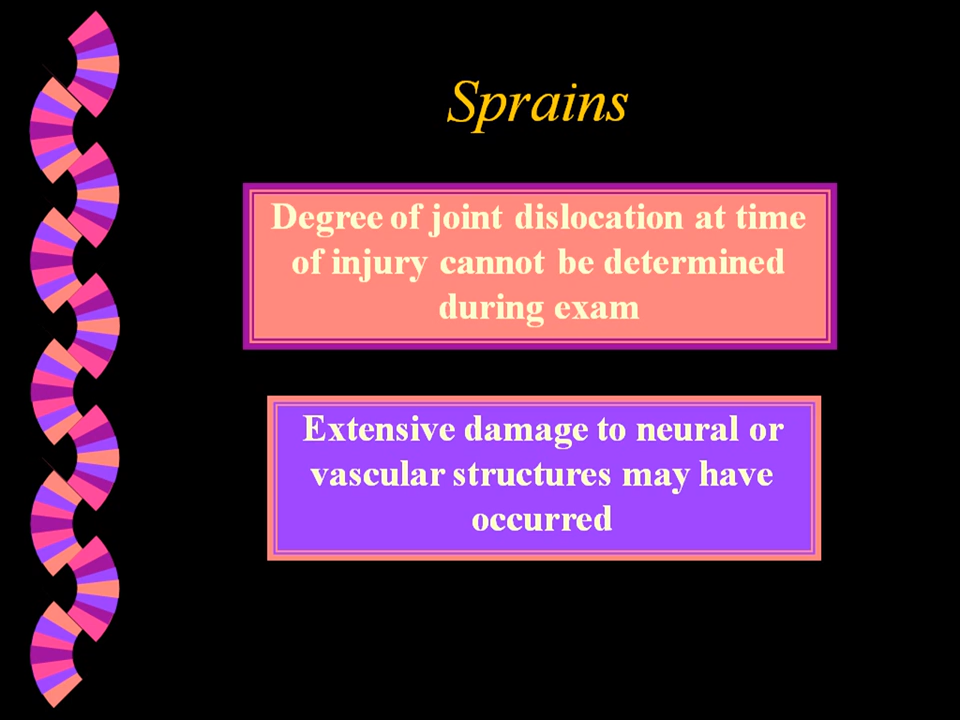 Sprains
Degree of joint dislocation at time
of injury cannot be determined
during exam
Extensive damage to neural or
vascular structures may have
occurred